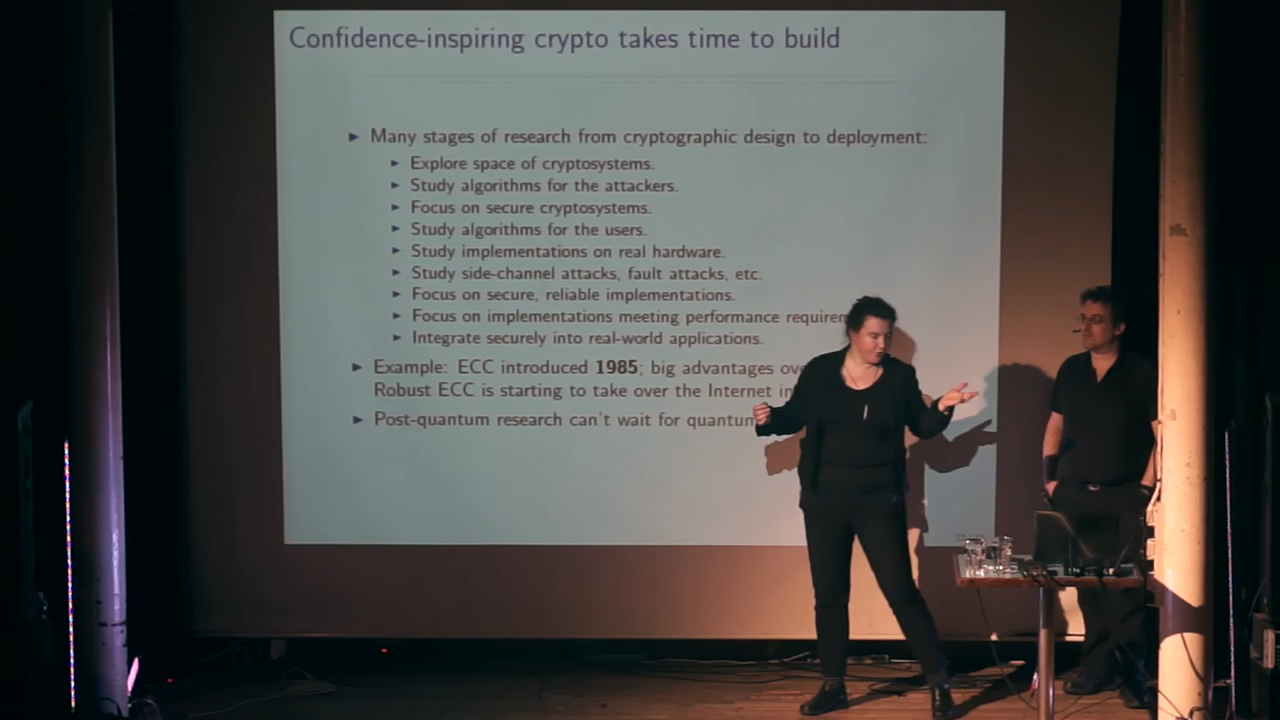 Confidence-inspiring crypto takes time to build
Many stages of research from cryptographic design to deployment:
Explore space of cryptosystems.
Study algorithms for the attackers.
Focus on secure cryptosystems.
Study algorithms for the users.
Study implementations on real hardware.
Study side-channel attacks, fault attacks, etc.
Focus on secure, reliable implementations.
Focus on implementations meeting performance requirem
Integrate securely into real-world applications.
Example: ECC introduced 1985; big advantages ov
Robust ECC is starting to take over the Internet in
Post-quantum research can't wait for quantum